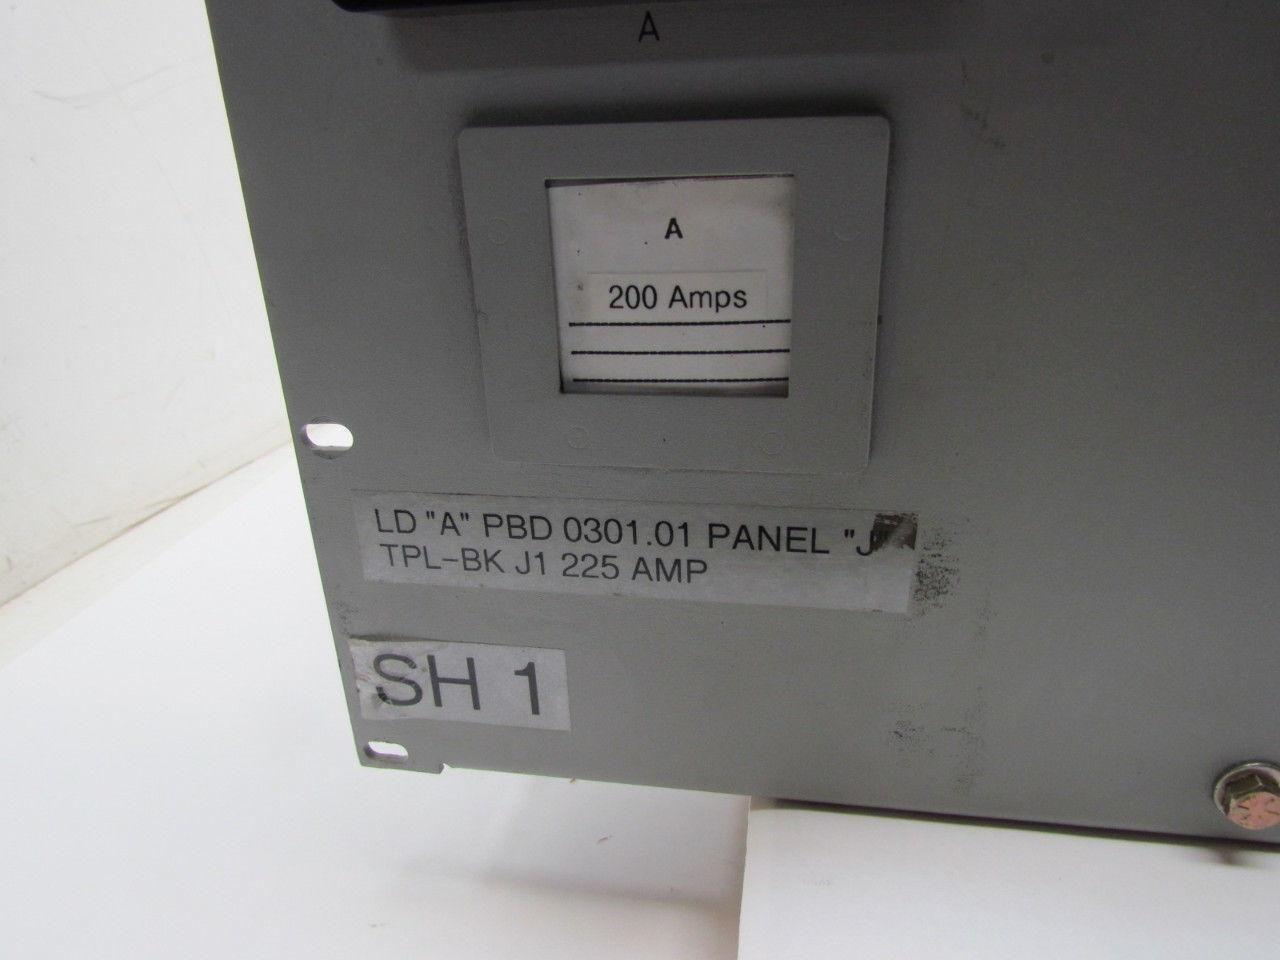 A
A
200 Amps
LD "A" PBD 0301.01 PANEL "J"
TPL-BK J1 225 AMP
SH 1